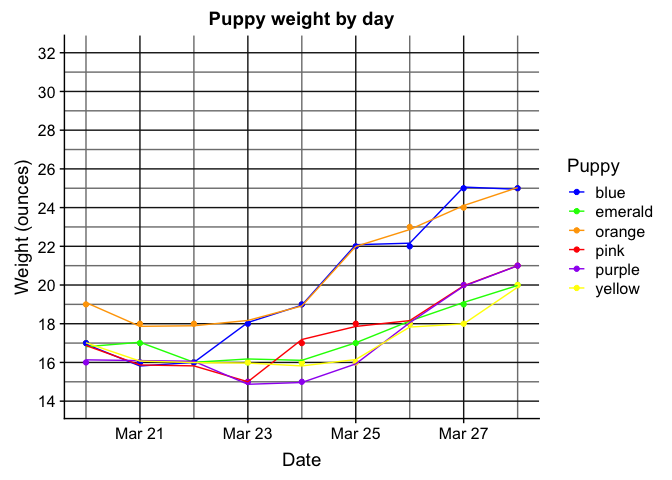 Puppy weight by day
32
30
28
26
24
22
20
18
16
14
Weight (ounces)
Mar 21 Mar 23 Mar 25 Mar 27
Date
Puppy
blue
emerald
orange
pink
purple
yellow